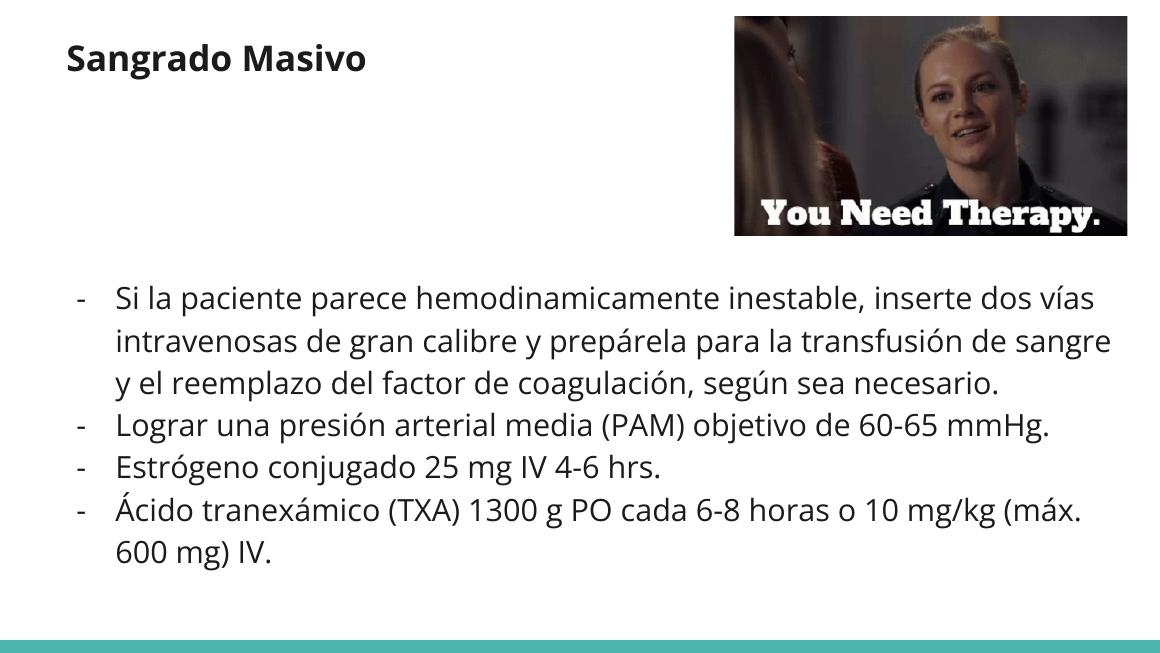 Sangrado Masivo
You Need Therapy.
- Si la paciente parece hemodinamicamente inestable, inserte dos vías
intravenosas de gran calibre y prepárela para la transfusión de sangre
y el reemplazo del factor de coagulación, según sea necesario.
- Lograr una presión arterial media (PAM) objetivo de 60-65 mmHg.
- Estrógeno conjugado 25 mg IV 4-6 hrs.
- Ácido tranexámico (TXA) 1300 g PO cada 6-8 horas o 10 mg/kg (máx.
600 mg) IV.